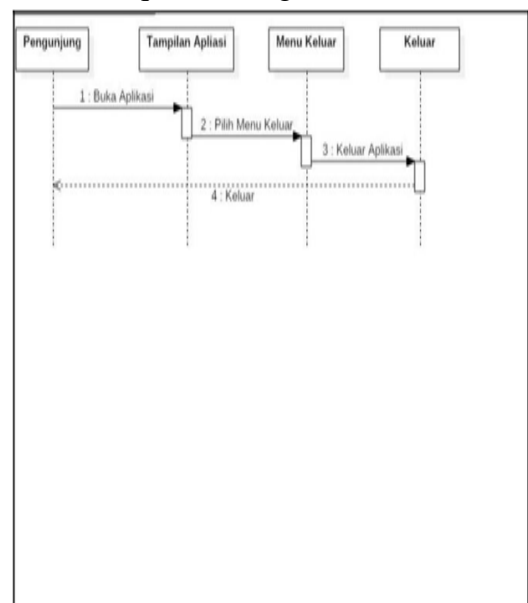 Pengunjung
Tampilan Apliasi
Menu Keluar
Keluar
1 : Buka Aplikasi
2 : Pilih Menu Keluar
3 : Keluar Aplikasi
4 : Keluar